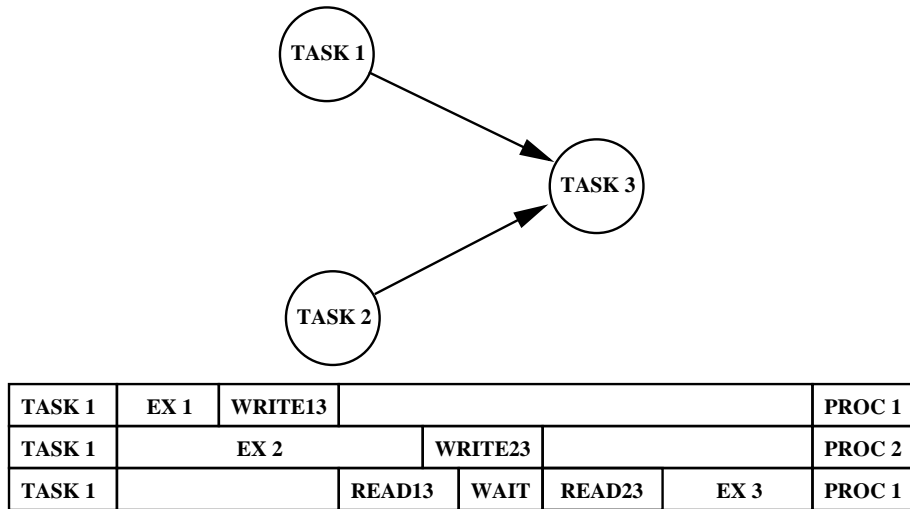 TASK 1
TASK 3
TASK 2
TASK 1 EX 1 WRITE13 PROC 1
TASK 1 EX 2 WRITE23 PROC 2
TASK 1 READ13 WAIT READ23 EX 3 PROC 1